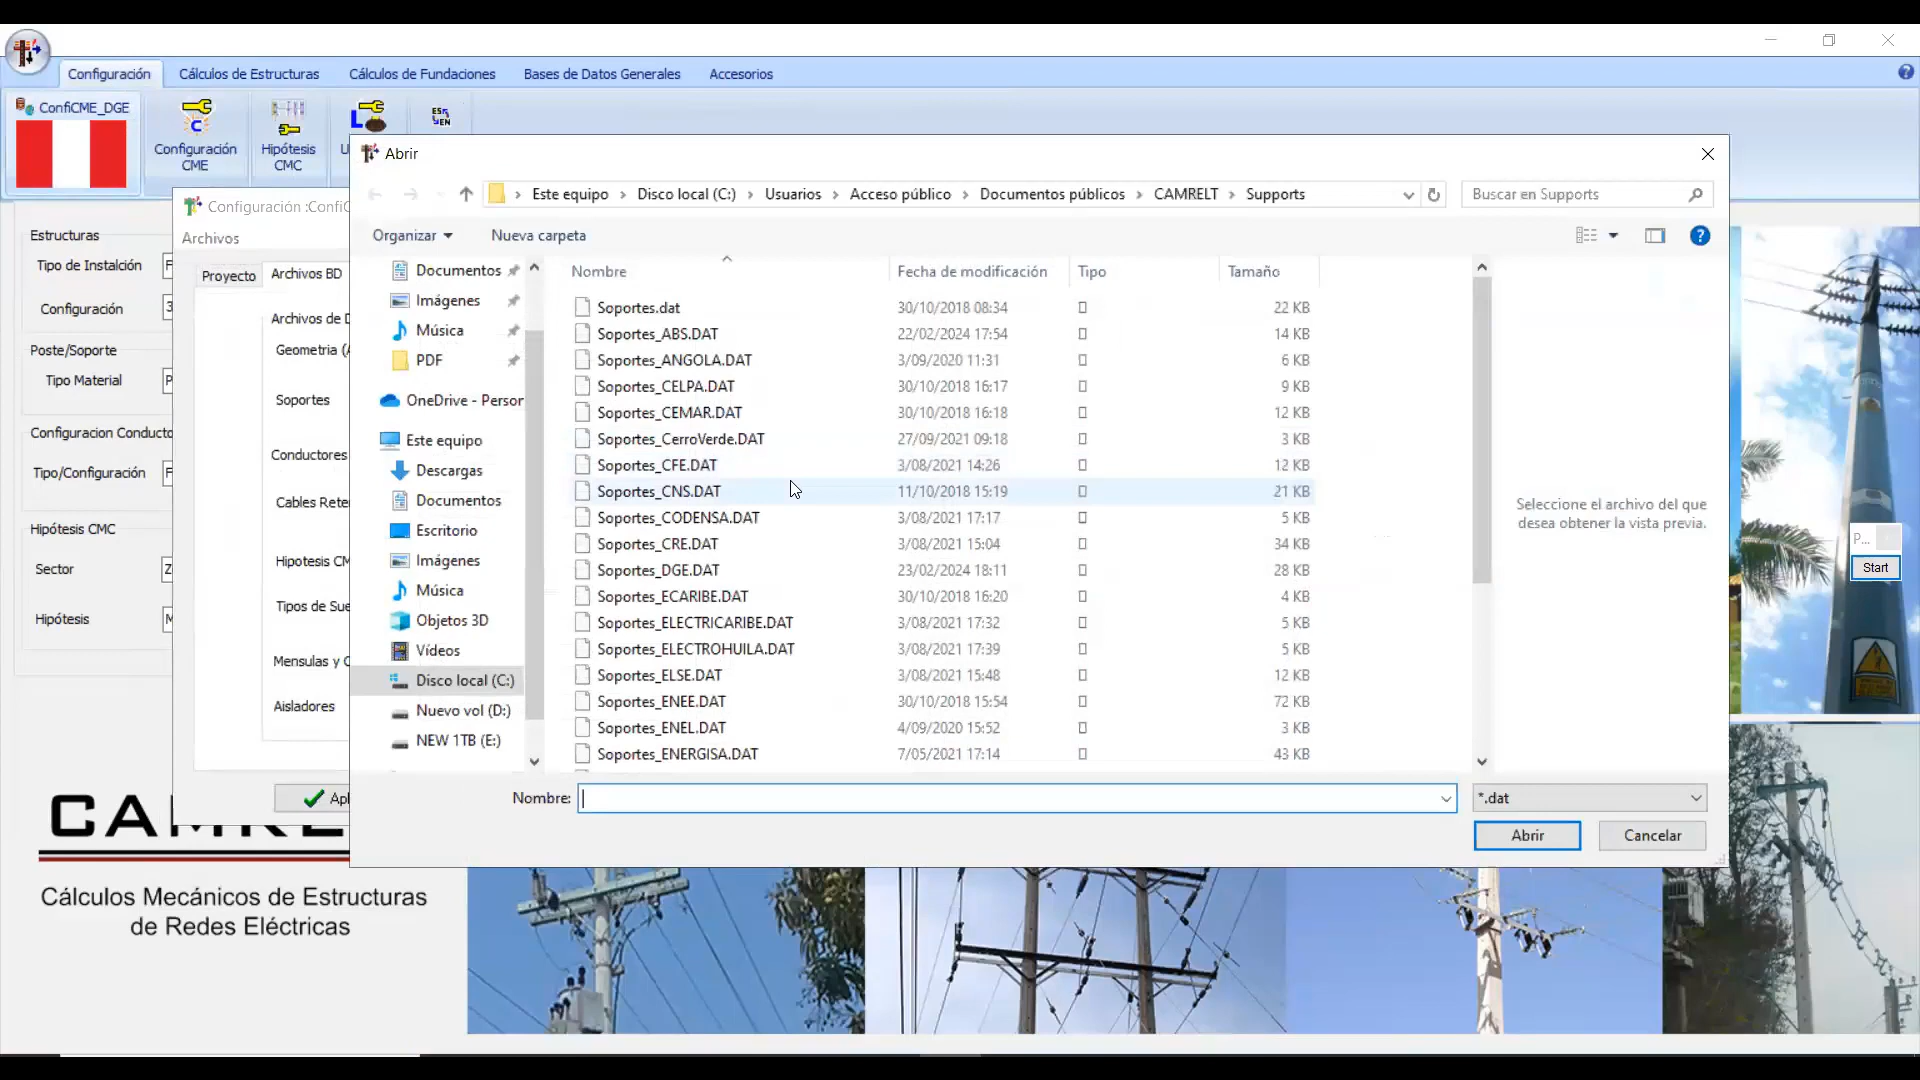 Configuración
Cálculos de Estructuras
Cálculos de Fundaciones
Bases de Datos Generales
Accesorios
ConfiCME_DGE
Configuración CME
Hipótesis CMC
ES
EN
Configuración :ConfiC
Archivos
Proyecto
Archivos BD
Archivos de D
Geometria (
Soportes
Conductores
Cables Rete
Hipotesis CM
Tipos de Sue
Mensulas y C
Aisladores
Estructuras
Tipo de Instalción
Configuración
Poste/Soporte
Tipo Material
Configuracion Conducto
Tipo/Configuración
Hipótesis CMC
Sector
Hipótesis
Cálculos Mecánicos de Estructuras
de Redes Eléctricas
Abrir
Este equipo
Disco local (C:)
Usuarios
Acceso público
Documentos públicos
CAMRELT
Supports
Buscar en Supports
Organizar
Nueva carpeta
Documentos
Imágenes
Música
PDF
OneDrive - Person
Este equipo
Descargas
Documentos
Escritorio
Imágenes
Música
Objetos 3D
Vídeos
Disco local (C:)
Nuevo vol (D:)
NEW 1TB (E:)
Nombre Fecha de modificación Tipo Tamaño
Soportes.dat 30/10/2018 08:34 22 KB
Soportes_ABS.DAT 22/02/2024 17:54 14 KB
Soportes_ANGOLA.DAT 3/09/2020 11:31 6 KB
Soportes_CELPA.DAT 30/10/2018 16:17 9 KB
Soportes_CEMAR.DAT 30/10/2018 16:18 12 KB
Soportes_CerroVerde.DAT 27/09/2021 09:18 3 KB
Soportes_CFE.DAT 3/08/2021 14:26 12 KB
Soportes_CNS.DAT 11/10/2018 15:19 21 KB
Soportes_CODENSA.DAT 3/08/2021 17:17 5 KB
Soportes_CRE.DAT 3/08/2021 15:04 34 KB
Soportes_DGE.DAT 23/02/2024 18:11 28 KB
Soportes_ECARIBE.DAT 30/10/2018 16:20 4 KB
Soportes_ELECTRICARIBE.DAT 3/08/2021 17:32 5 KB
Soportes_ELECTROHUILA.DAT 3/08/2021 17:39 5 KB
Soportes_ELSE.DAT 3/08/2021 15:48 12 KB
Soportes_ENEE.DAT 30/10/2018 15:54 72 KB
Soportes_ENEL.DAT 4/09/2020 15:52 3 KB
Soportes_ENERGISA.DAT 7/05/2021 17:14 43 KB
Seleccione el archivo del que
desea obtener la vista previa.
Nombre:
*.dat
Abrir
Cancelar
P...
Start